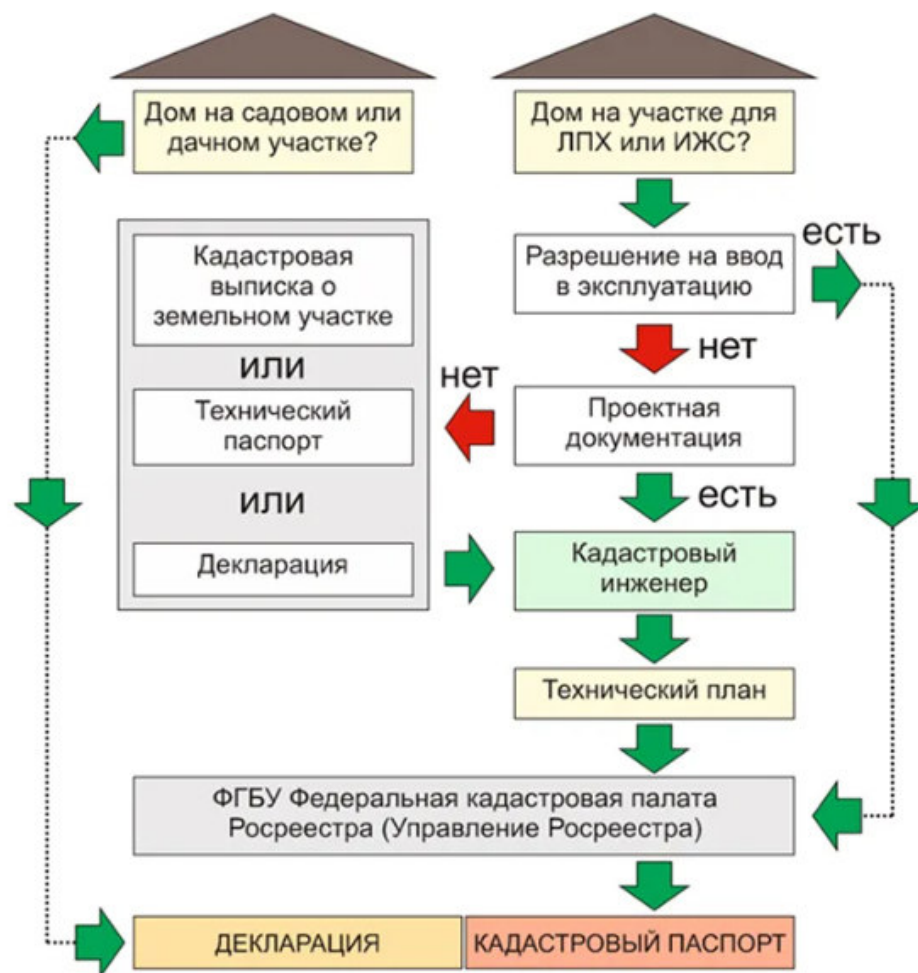 Дом на садовом или
дачном участке?
Дом на участке для
ЛПХ или ИЖС?
Разрешение на ввод
в эксплуатацию
есть
нет
Кадастровая
выписка о
земельном участке
или
Технический
паспорт
или
Декларация
нет
Проектная
документация
есть
Кадастровый
инженер
Технический план
ФГБУ Федеральная кадастровая палата
Росреестра (Управление Росреестра)
ДЕКЛАРАЦИЯ
КАДАСТРОВЫЙ ПАСПОРТ